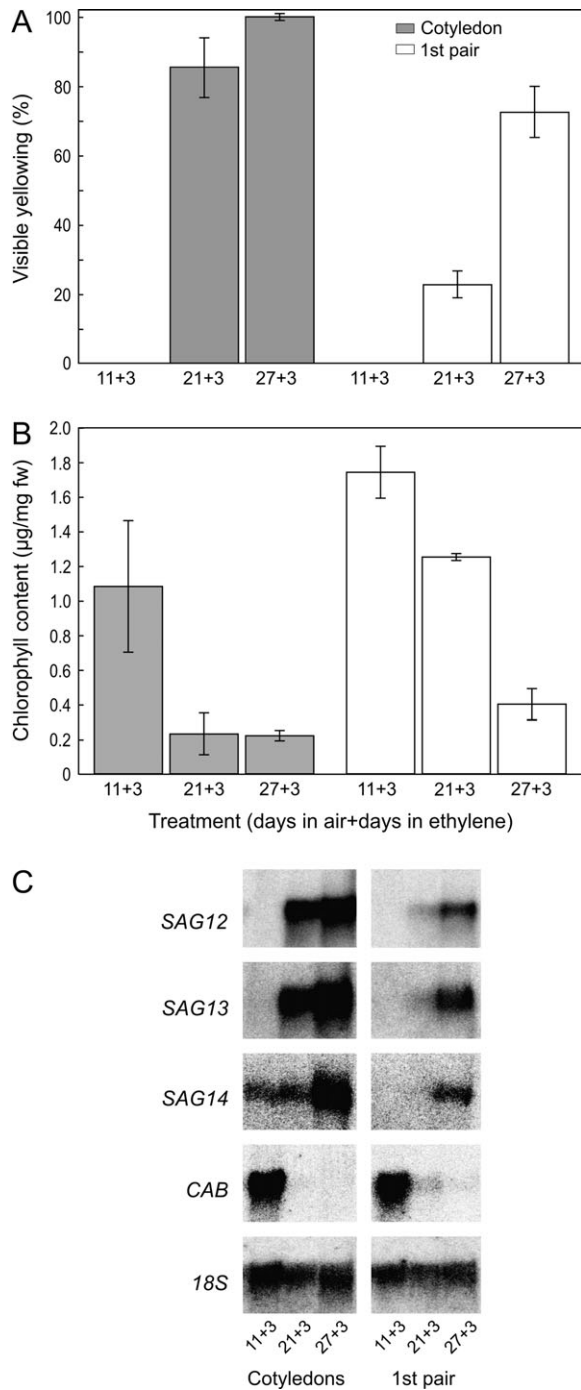 A
Visible yellowing (%)
100
80
60
40
20
0
Cotyledon
1st pair
11+3 21+3 27+3 11+3 21+3 27+3
B
Chlorophyll content (µg/mg fw)
2.0
1.8
1.6
1.4
1.2
1.0
0.8
0.6
0.4
0.2
0
11+3 21+3 27+3 11+3 21+3 27+3
Treatment (days in air+days in ethylene)
C
SAG12
SAG13
SAG14
CAB
18S
11+3 21+3 27+3 11+3 21+3 27+3
Cotyledons 1st pair